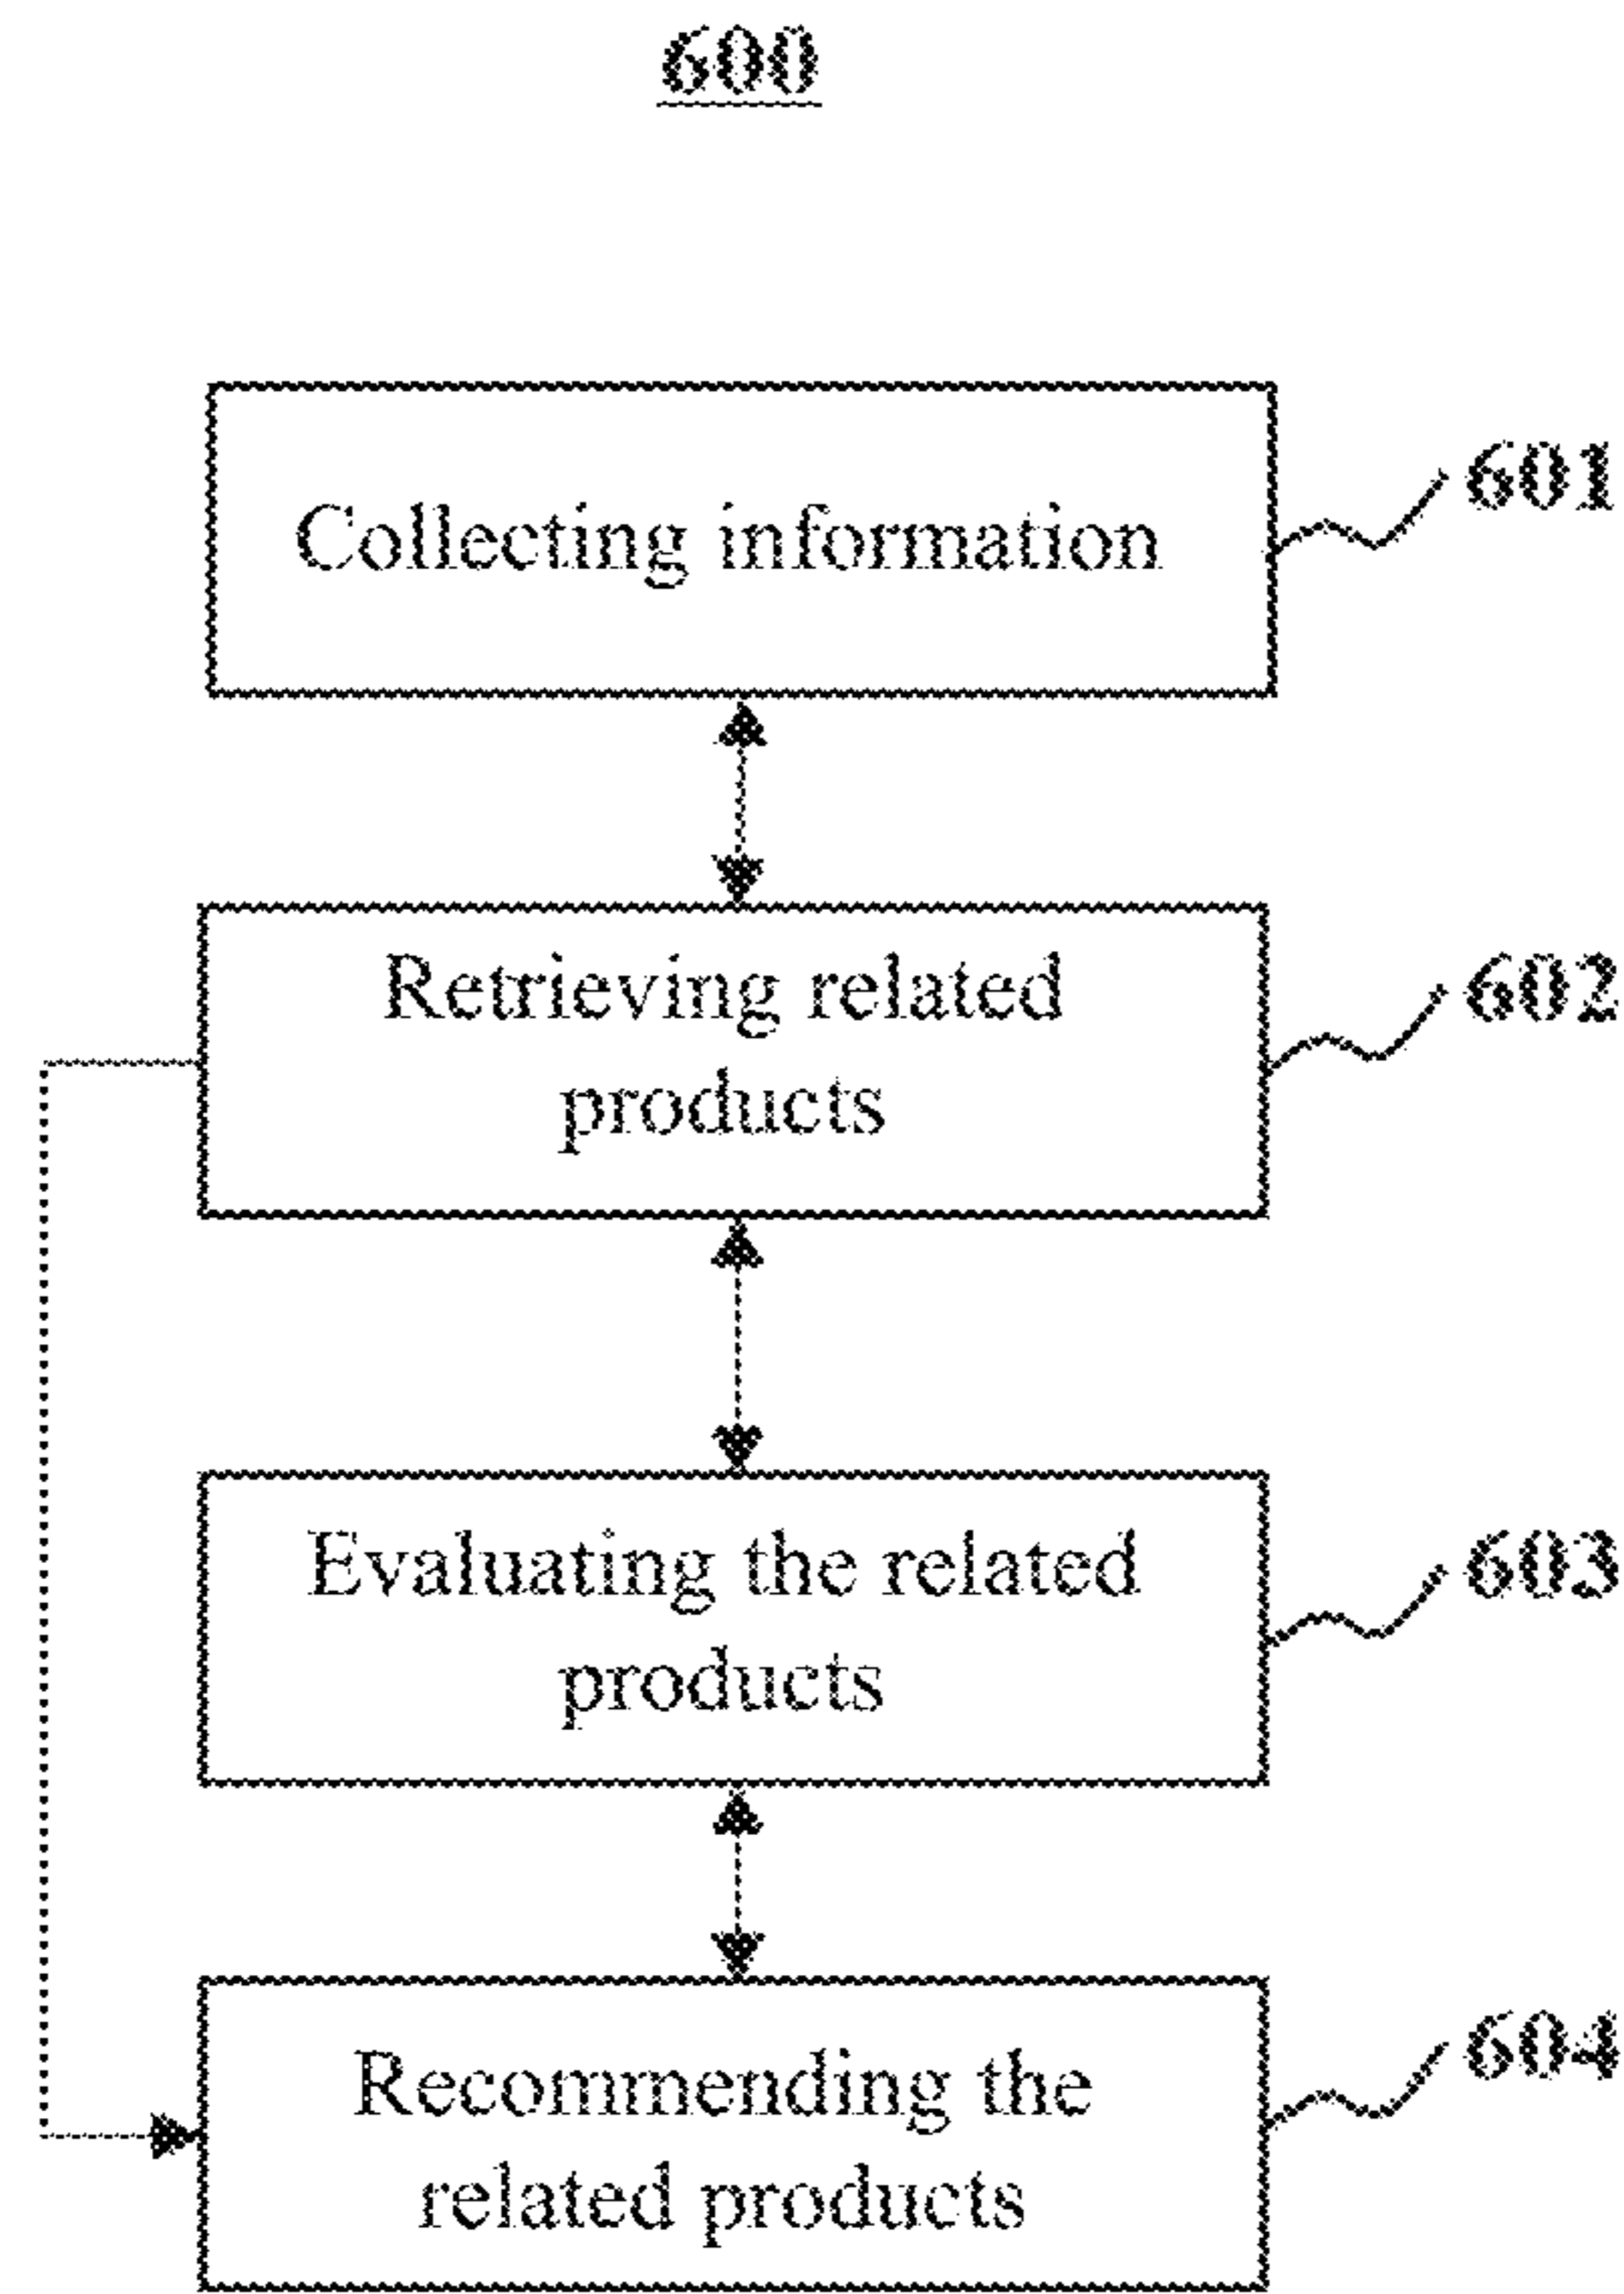 600
Collecting information
601
Retrieving related
products
602
Evaluating the related
products
603
Recommending the
related products
604